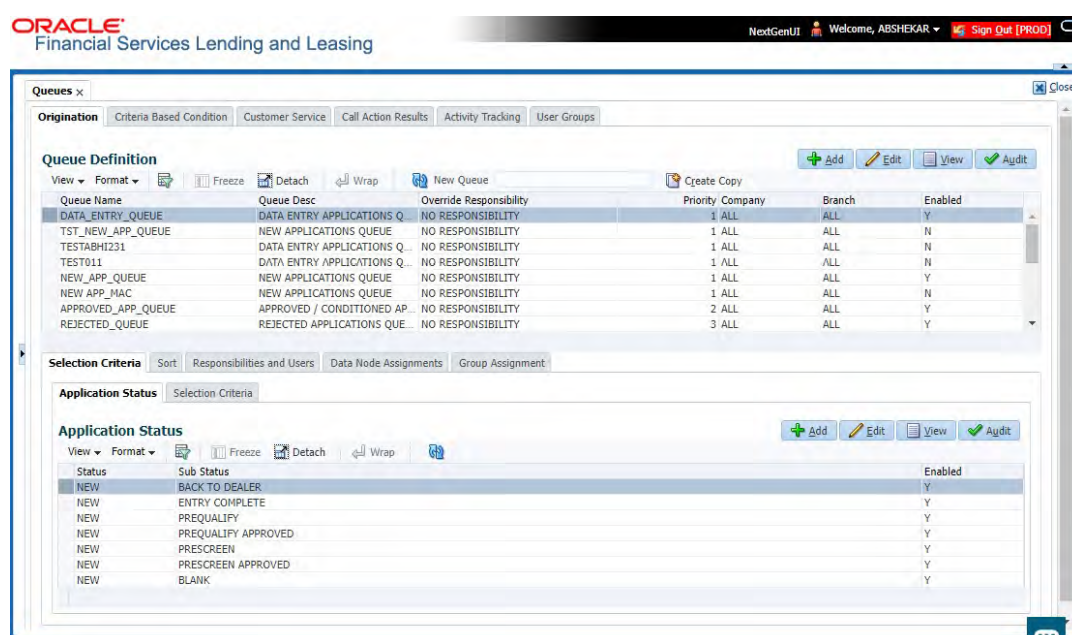 ORACLE
Financial Services Lending and Leasing
NextGenUI Welcome, ABSHEKAR Sign Out [PROD]
Queues x
Close
Origination Criteria Based Condition Customer Service Call Action Results Activity Tracking User Groups
Queue Definition
Add Edit View Audit
View Format Freeze Detach Wrap New Queue Create Copy
Queue Name Queue Desc Override Responsibility Priority Company Branch Enabled
DATA_ENTRY_QUEUE DATA ENTRY APPLICATIONS Q... NO RESPONSIBILITY 1 ALL ALL Y
TST_NEW_APP_QUEUE NEW APPLICATIONS QUEUE NO RESPONSIBILITY 1 ALL ALL N
TESTABHI231 DATA ENTRY APPLICATIONS Q... NO RESPONSIBILITY 1 ALL ALL N
TEST011 DATA ENTRY APPLICATIONS Q... NO RESPONSIBILITY 1 ALL ALL N
NEW_APP_QUEUE NEW APPLICATIONS QUEUE NO RESPONSIBILITY 1 ALL ALL Y
NEW APP_MAC NEW APPLICATIONS QUEUE NO RESPONSIBILITY 1 ALL ALL N
APPROVED_APP_QUEUE APPROVED / CONDITIONED AP... NO RESPONSIBILITY 2 ALL ALL Y
REJECTED_QUEUE REJECTED APPLICATIONS QUE... NO RESPONSIBILITY 3 ALL ALL Y
Selection Criteria Sort Responsibilities and Users Data Node Assignments Group Assignment
Application Status Selection Criteria
Application Status
Add Edit View Audit
View Format Freeze Detach Wrap
Status Sub Status Enabled
NEW BACK TO DEALER Y
NEW ENTRY COMPLETE Y
NEW PREQUALIFY Y
NEW PREQUALIFY APPROVED Y
NEW PRESCREEN Y
NEW PRESCREEN APPROVED Y
NEW BLANK Y